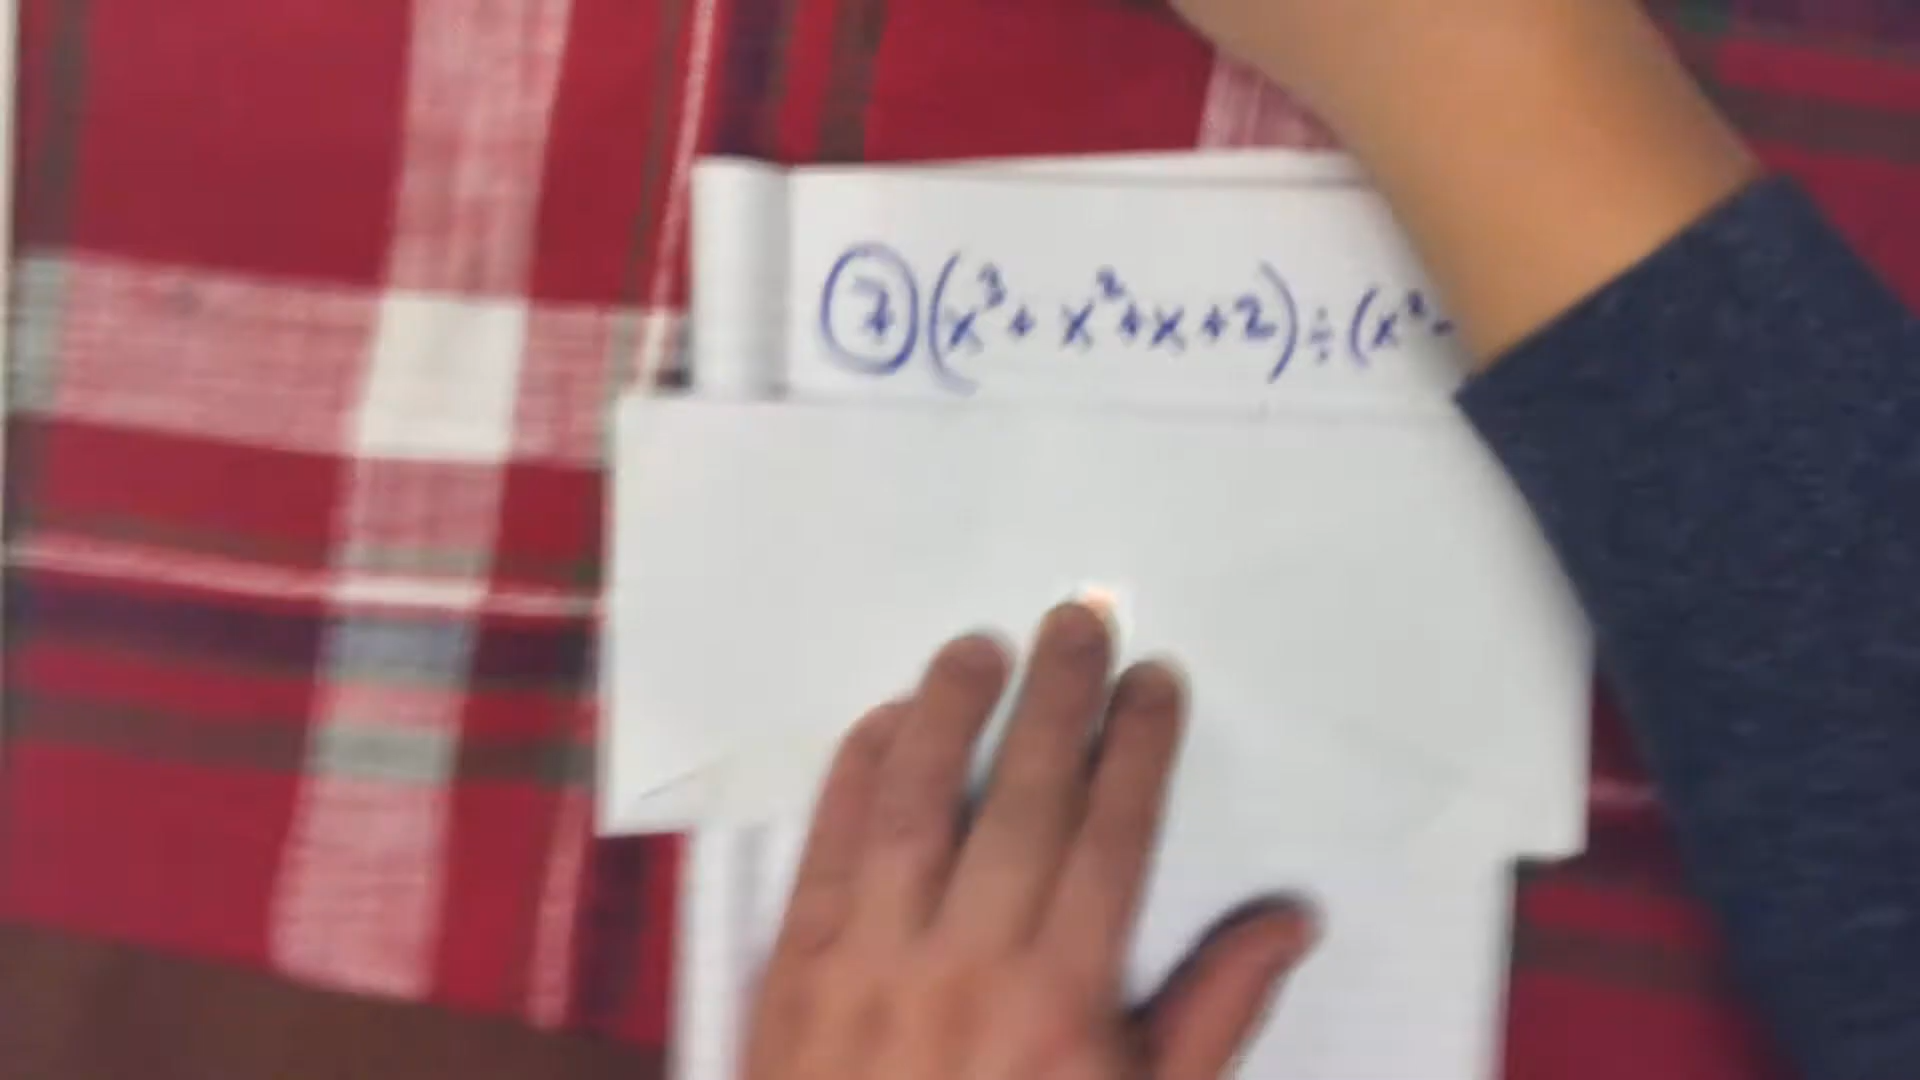 ⑦ (x³ + x² + x + 2) ÷ (x² -